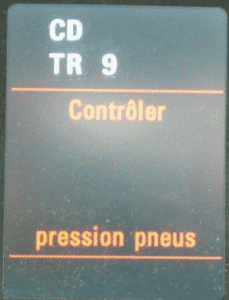 CD
TR 9
Contrôler
pression pneus